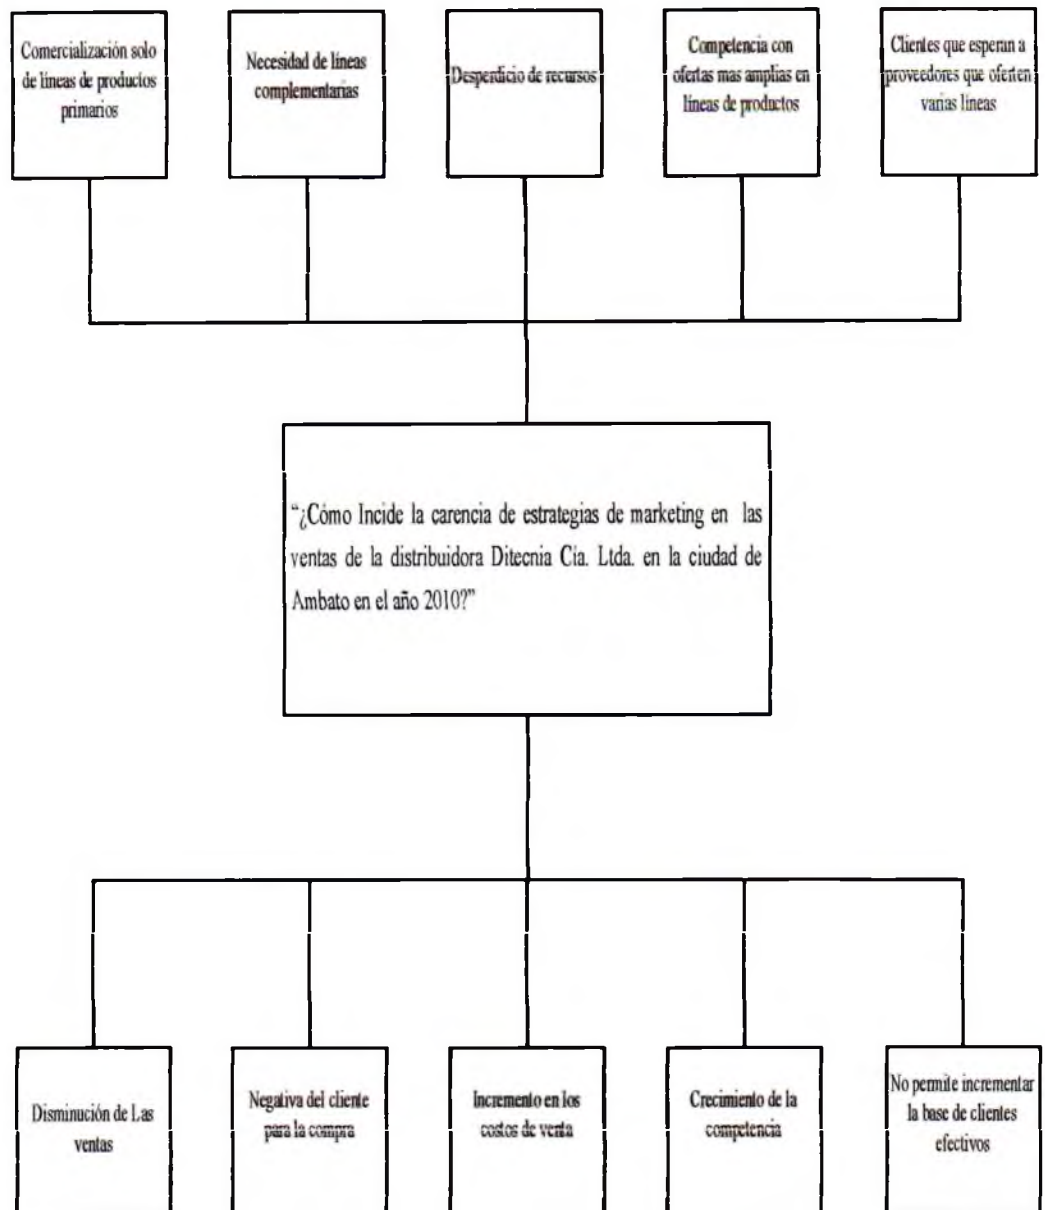 Comercialización solo
de líneas de productos
primarios
Necesidad de líneas
complementarias
Desperdicio de recursos
Competencia con
ofertas mas amplias en
líneas de productos
Clientes que esperan a
proveedores que oferten
varias líneas
“¿Cómo Incide la carencia de estrategias de marketing en las
ventas de la distribuidora Ditecnia Cía. Ltda. en la ciudad de
Ambato en el año 2010?”
Disminución de Las
ventas
Negativa del cliente
para la compra
Incremento en los
costos de venta
Crecimiento de la
competencia
No permite incrementar
la base de clientes
efectivos